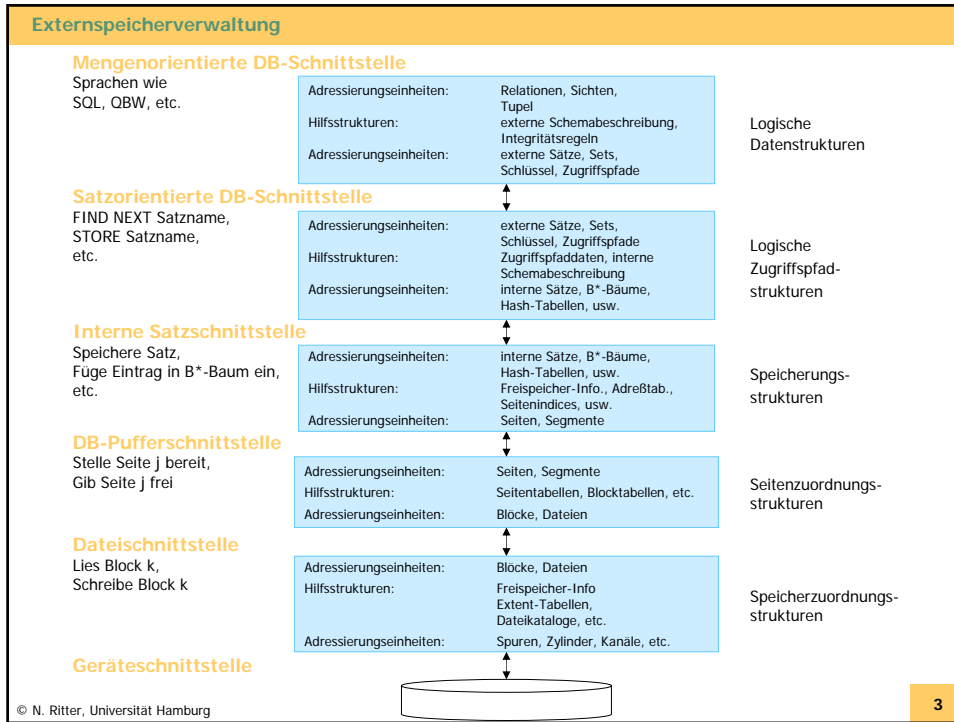 Externspeicherverwaltung
Mengenorientierte DB-Schnittstelle
Sprachen wie
SQL, QBW, etc.
Adressierungseinheiten: Relationen, Sichten,
Tupel
Hilfsstrukturen: externe Schemabeschreibung,
Integritätsregeln
Adressierungseinheiten: externe Sätze, Sets,
Schlüssel, Zugriffspfade
Logische
Datenstrukturen
Satzorientierte DB-Schnittstelle
FIND NEXT Satzname,
STORE Satzname,
etc.
Adressierungseinheiten: externe Sätze, Sets,
Schlüssel, Zugriffspfade
Hilfsstrukturen: Zugriffspfaddaten, interne
Schemabeschreibung
Adressierungseinheiten: interne Sätze, B*-Bäume,
Hash-Tabellen, usw.
Logische
Zugriffspfad-
strukturen
Interne Satzschnittstelle
Speichere Satz,
Füge Eintrag in B*-Baum ein,
etc.
Adressierungseinheiten: interne Sätze, B*-Bäume,
Hash-Tabellen, usw.
Hilfsstrukturen: Freispeicher-Info., Adreßtab.,
Seitenindices, usw.
Adressierungseinheiten: Seiten, Segmente
Speicherungs-
strukturen
DB-Pufferschnittstelle
Stelle Seite j bereit,
Gib Seite j frei
Adressierungseinheiten: Seiten, Segmente
Hilfsstrukturen: Seitentabellen, Blocktabellen, etc.
Adressierungseinheiten: Blöcke, Dateien
Seitenzuordnungs-
strukturen
Dateischnittstelle
Lies Block k,
Schreibe Block k
Adressierungseinheiten: Blöcke, Dateien
Hilfsstrukturen: Freispeicher-Info
Extent-Tabellen,
Dateikataloge, etc.
Adressierungseinheiten: Spuren, Zylinder, Kanäle, etc.
Speicherzuordnungs-
strukturen
Geräteschnittstelle
© N. Ritter, Universität Hamburg
3